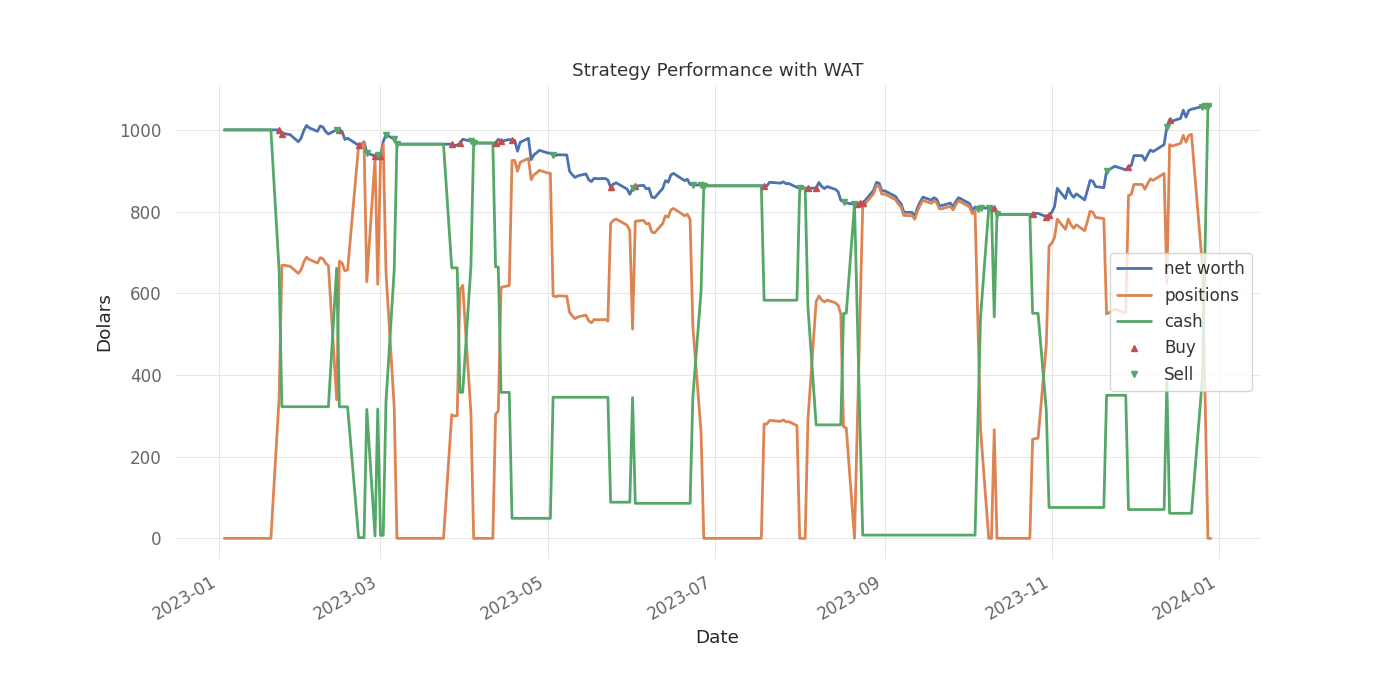 Strategy Performance with WAT
1000
800
600
400
200
0
Dolars
net worth
positions
cash
Buy
Sell
2023-01
2023-03
2023-05
2023-07
2023-09
2023-11
2024-01
Date